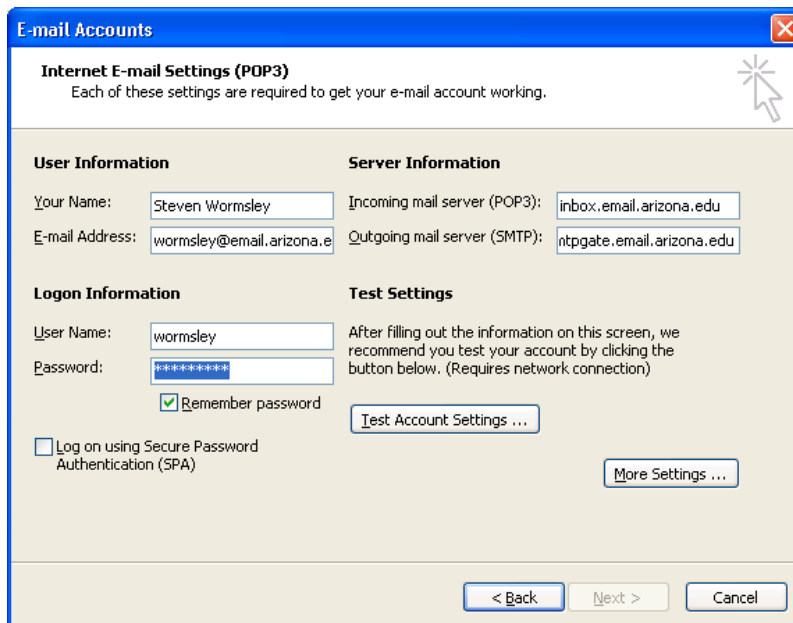 E-mail Accounts
Internet E-mail Settings (POP3)
Each of these settings are required to get your e-mail account working.
User Information
Your Name: Steven Wormsley
E-mail Address: wormsley@email.arizona.e
Server Information
Incoming mail server (POP3): inbox.email.arizona.edu
Outgoing mail server (SMTP): ntpgate.email.arizona.edu
Logon Information
User Name: wormsley
Password: *********
Remember password
Log on using Secure Password
Authentication (SPA)
Test Settings
After filling out the information on this screen, we
recommend you test your account by clicking the
button below. (Requires network connection)
Test Account Settings ...
More Settings ...
< Back
Next >
Cancel